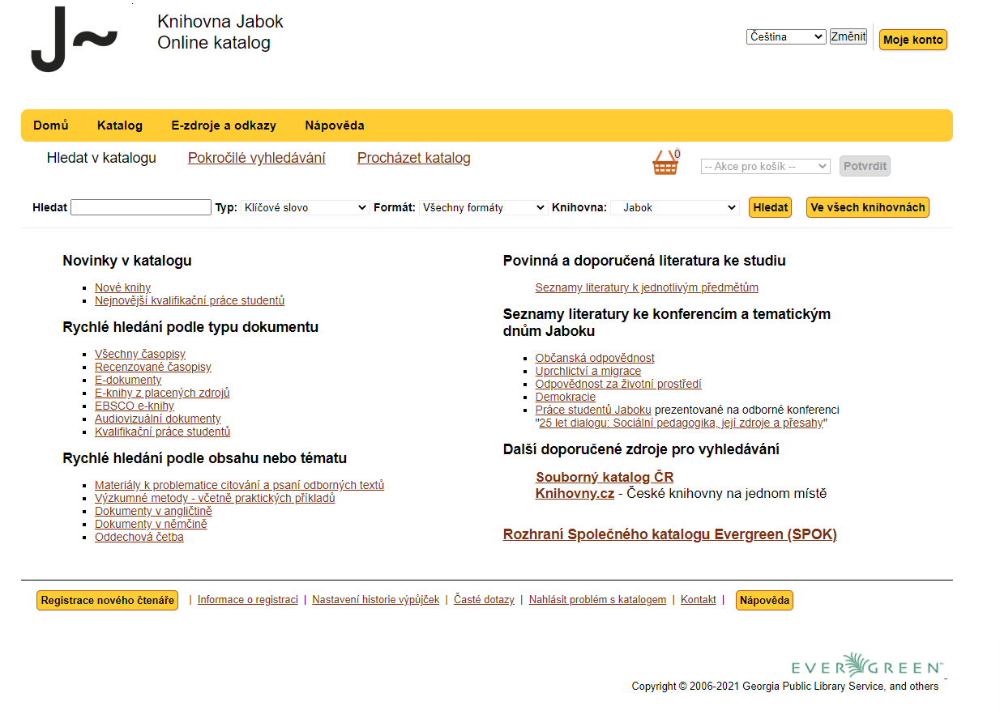 J~
Knihovna Jabok
Online katalog
Čeština
Změnit
Moje konto
Domů
Katalog
E-zdroje a odkazy
Nápověda
Hledat v katalogu
Pokročilé vyhledávání
Procházet katalog
0
-- Akce pro košík --
Potvrdit
Hledat
Typ: Klíčové slovo
Formát: Všechny formáty
Knihovna: Jabok
Hledat
Ve všech knihovnách
Novinky v katalogu
Nové knihy
Nejnovější kvalifikační práce studentů
Rychlé hledání podle typu dokumentu
Všechny časopisy
Recenzované časopisy
E-dokumenty
E-knihy z placených zdrojů
EBSCO e-knihy
Audiovizuální dokumenty
Kvalifikační práce studentů
Rychlé hledání podle obsahu nebo tématu
Materiály k problematice citování a psaní odborných textů
Výzkumné metody - včetně praktických příkladů
Dokumenty v angličtině
Dokumenty v němčině
Oddechová četba
Povinná a doporučená literatura ke studiu
Seznamy literatury k jednotlivým předmětům
Seznamy literatury ke konferencím a tematickým
dnům Jaboku
Občanská odpovědnost
Uprchlictví a migrace
Odpovědnost za životní prostředí
Demokracie
Práce studentů Jaboku prezentované na odborné konferenci
"25 let dialogu: Sociální pedagogika, její zdroje a přesahy"
Další doporučené zdroje pro vyhledávání
Souborný katalog ČR
Knihovny.cz - České knihovny na jednom místě
Rozhraní Společného katalogu Evergreen (SPOK)
Registrace nového čtenáře | Informace o registraci | Nastavení historie výpůjček | Časté dotazy | Nahlásit problém s katalogem | Kontakt | Nápověda
EVERGREEN™
Copyright © 2006-2021 Georgia Public Library Service, and others